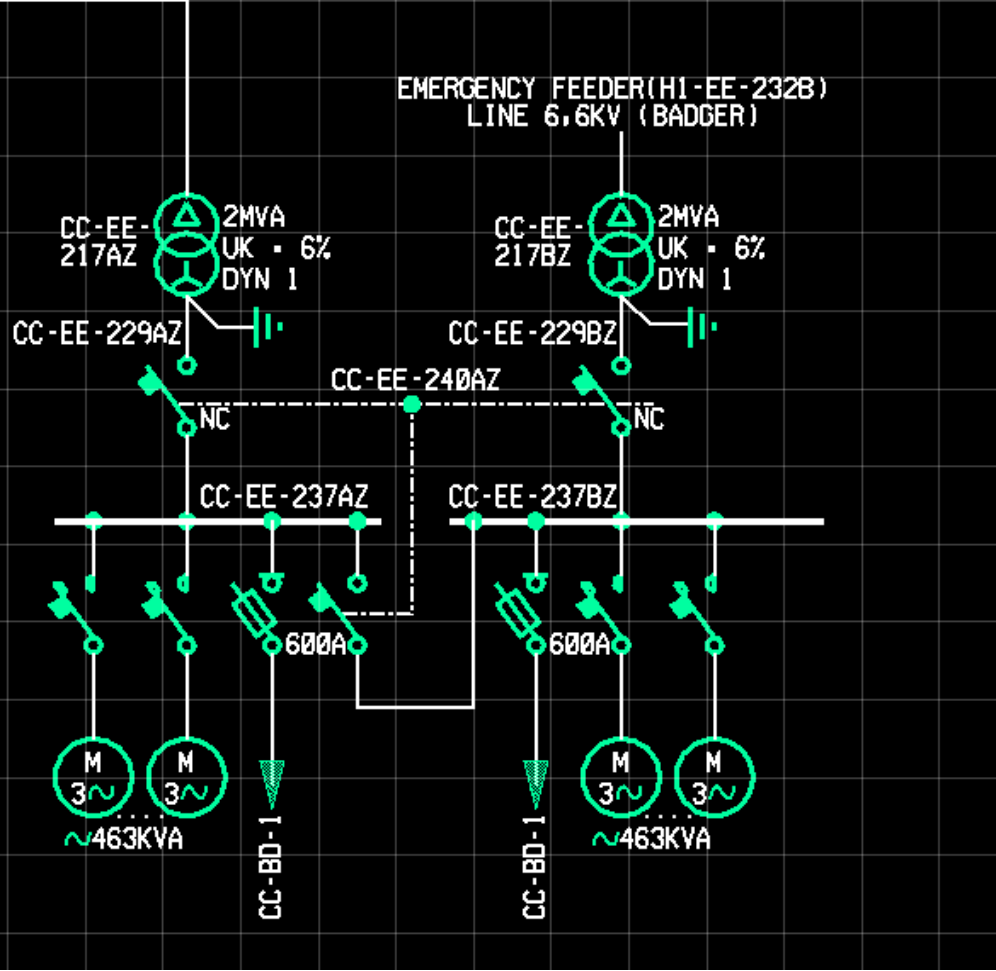 EMERGENCY FEEDER(H1-EE-232B)
LINE 6.6KV (BADGER)
CC-EE-
217AZ
2MVA
UK = 6%
DYN 1
CC-EE-
217BZ
2MVA
UK = 6%
DYN 1
CC-EE-229AZ
CC-EE-229BZ
CC-EE-240AZ
NC
NC
CC-EE-237AZ
CC-EE-237BZ
600A
600A
M
3~
M
3~
M
3~
M
3~
~463KVA
~463KVA
CC-BD-1
CC-BD-1